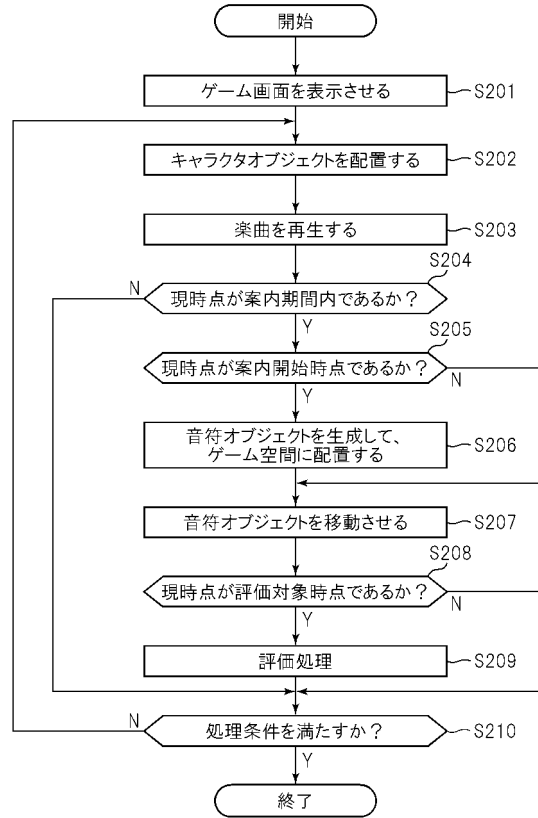 開始
ゲーム画面を表示させる
S201
キャラクタオブジェクトを配置する
S202
楽曲を再生する
S203
S204
N
現時点が案内期間内であるか？
Y
S205
現時点が案内開始時点であるか？
N
Y
音符オブジェクトを生成して、
ゲーム空間に配置する
S206
音符オブジェクトを移動させる
S207
S208
現時点が評価対象時点であるか？
N
Y
評価処理
S209
N
処理条件を満たすか？
S210
Y
終了